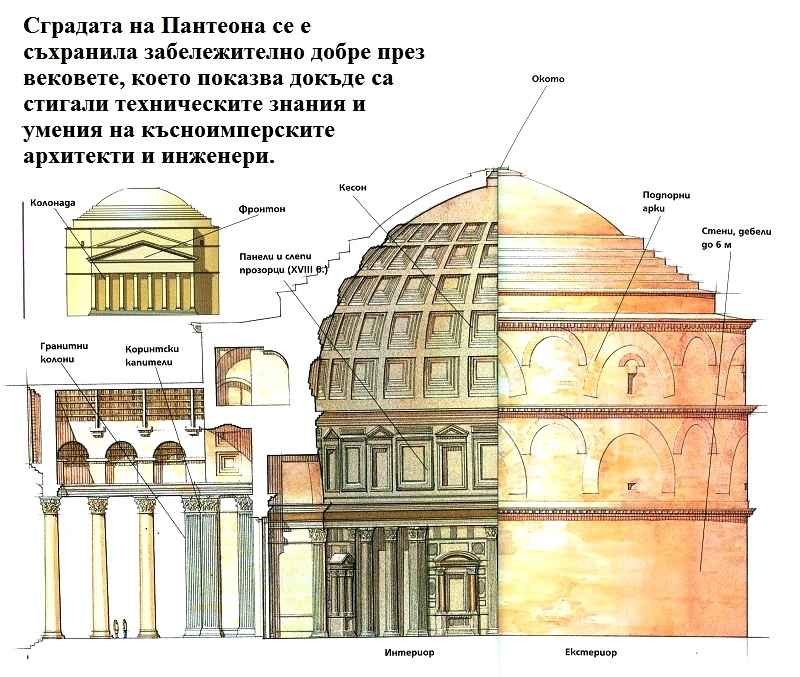 Сградата на Пантеона се е
съхранила забележително добре през
вековете, което показва докъде са
стигали техническите знания и
умения на късноимперските
архитекти и инженери.
Окото
Колонада
Фронтон
Кесон
Подпорни
арки
Стени, дебели
до 6 м
Панели и слепи
прозорци (XVIII в.)
Гранитни
колони
Коринтски
капители
Интериор
Екстериор